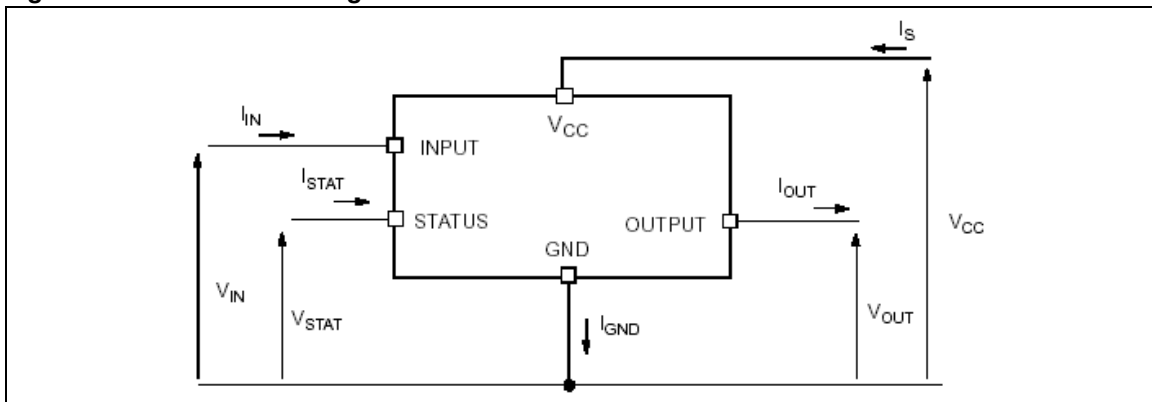 I_S
V_CC
I_IN
INPUT
I_STAT
STATUS
I_OUT
OUTPUT
GND
V_CC
V_IN
V_STAT
I_GND
V_OUT